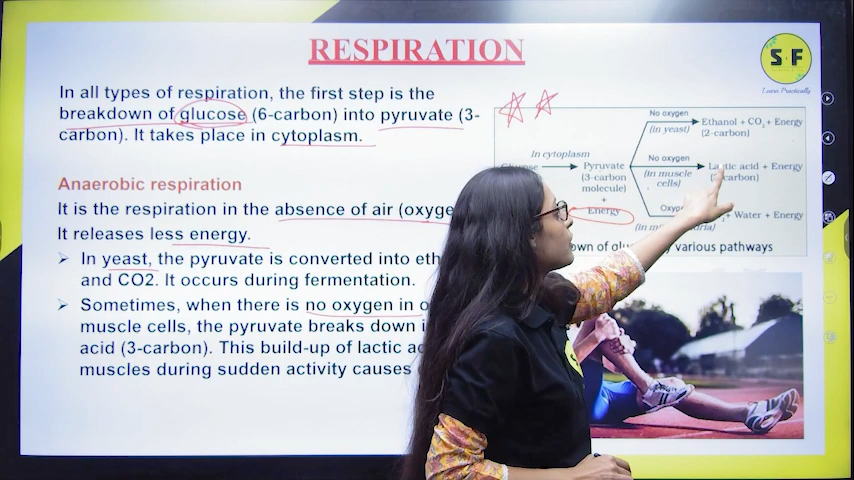 RESPIRATION
S F
Learn Practically
In all types of respiration, the first step is the
breakdown of glucose (6-carbon) into pyruvate (3-
carbon). It takes place in cytoplasm.
Anaerobic respiration
It is the respiration in the absence of air (oxyge
It releases less energy.
➢ In yeast, the pyruvate is converted into eth
and CO2. It occurs during fermentation.
➢ Sometimes, when there is no oxygen in o
muscle cells, the pyruvate breaks down i
acid (3-carbon). This build-up of lactic ac
muscles during sudden activity causes
In cytoplasm
Pyruvate
(3-carbon
molecule)
+
Energy
No oxygen
(in yeast)
Ethanol + CO2 + Energy
(2-carbon)
No oxygen
(in muscle
cells)
Lactic acid + Energy
carbon)
Oxyge
(in m
+ Water + Energy
own of glu by various pathways